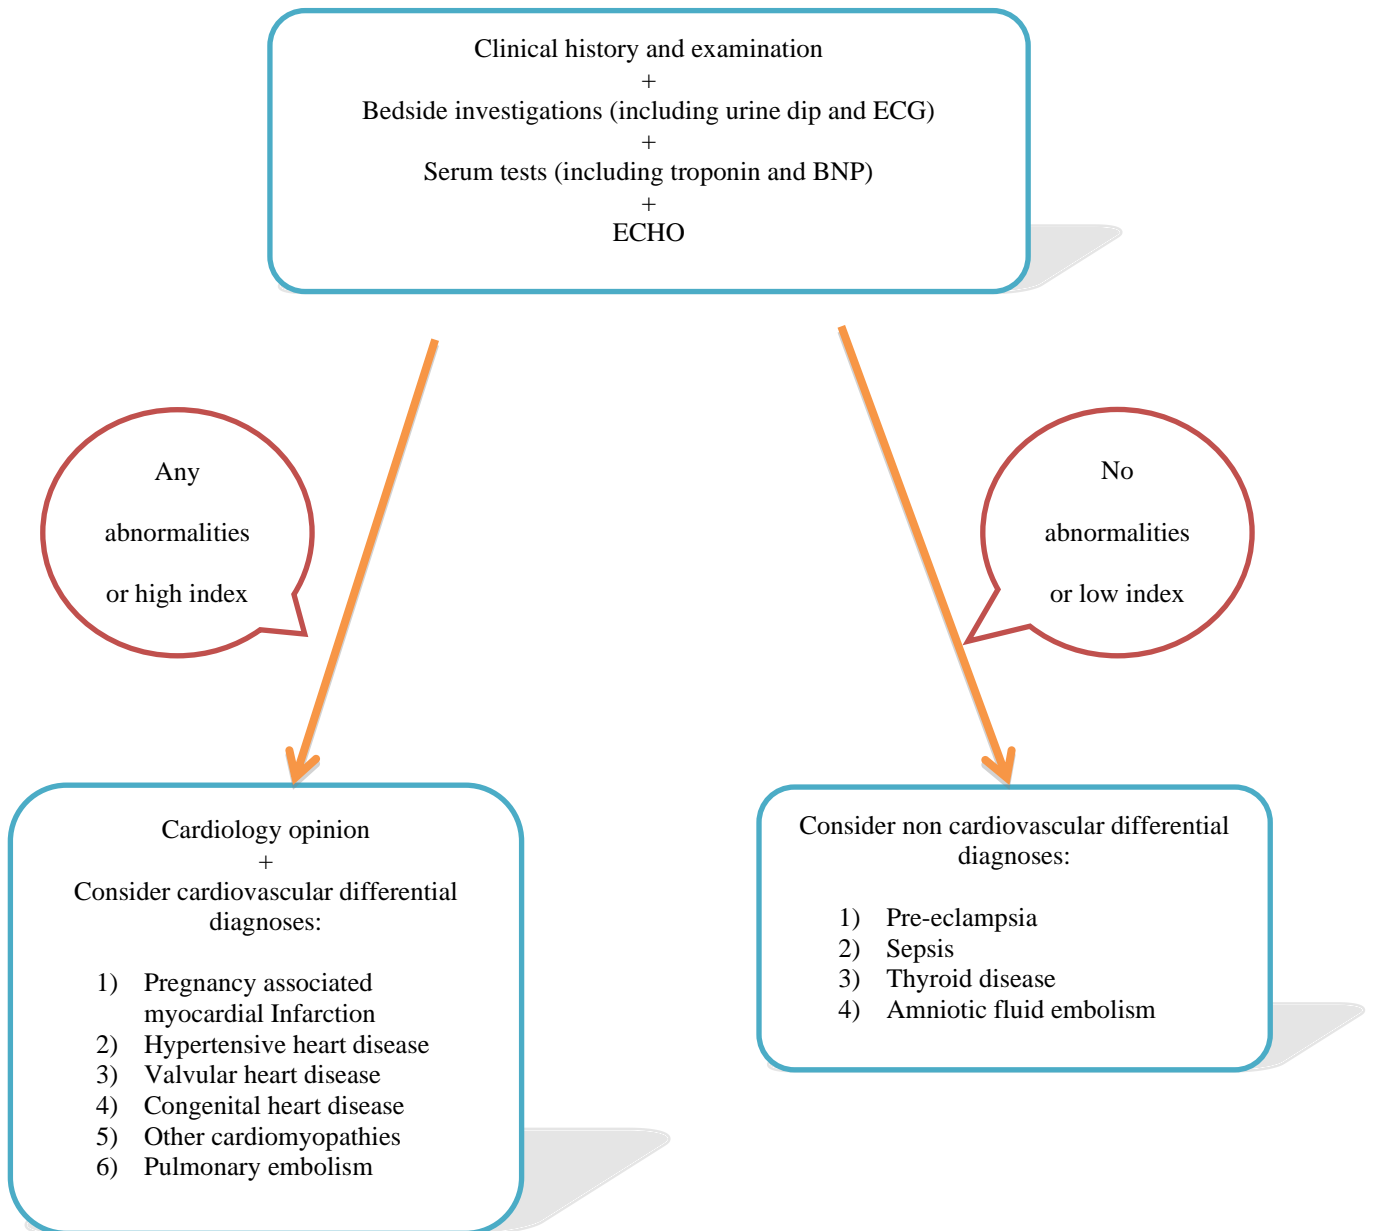 Clinical history and examination
+
Bedside investigations (including urine dip and ECG)
+
Serum tests (including troponin and BNP)
+
ECHO
Any
abnormalities
or high index
No
abnormalities
or low index
Cardiology opinion
+
Consider cardiovascular differential
diagnoses:
1) Pregnancy associated
myocardial Infarction
2) Hypertensive heart disease
3) Valvular heart disease
4) Congenital heart disease
5) Other cardiomyopathies
6) Pulmonary embolism
Consider non cardiovascular differential
diagnoses:
1) Pre-eclampsia
2) Sepsis
3) Thyroid disease
4) Amniotic fluid embolism